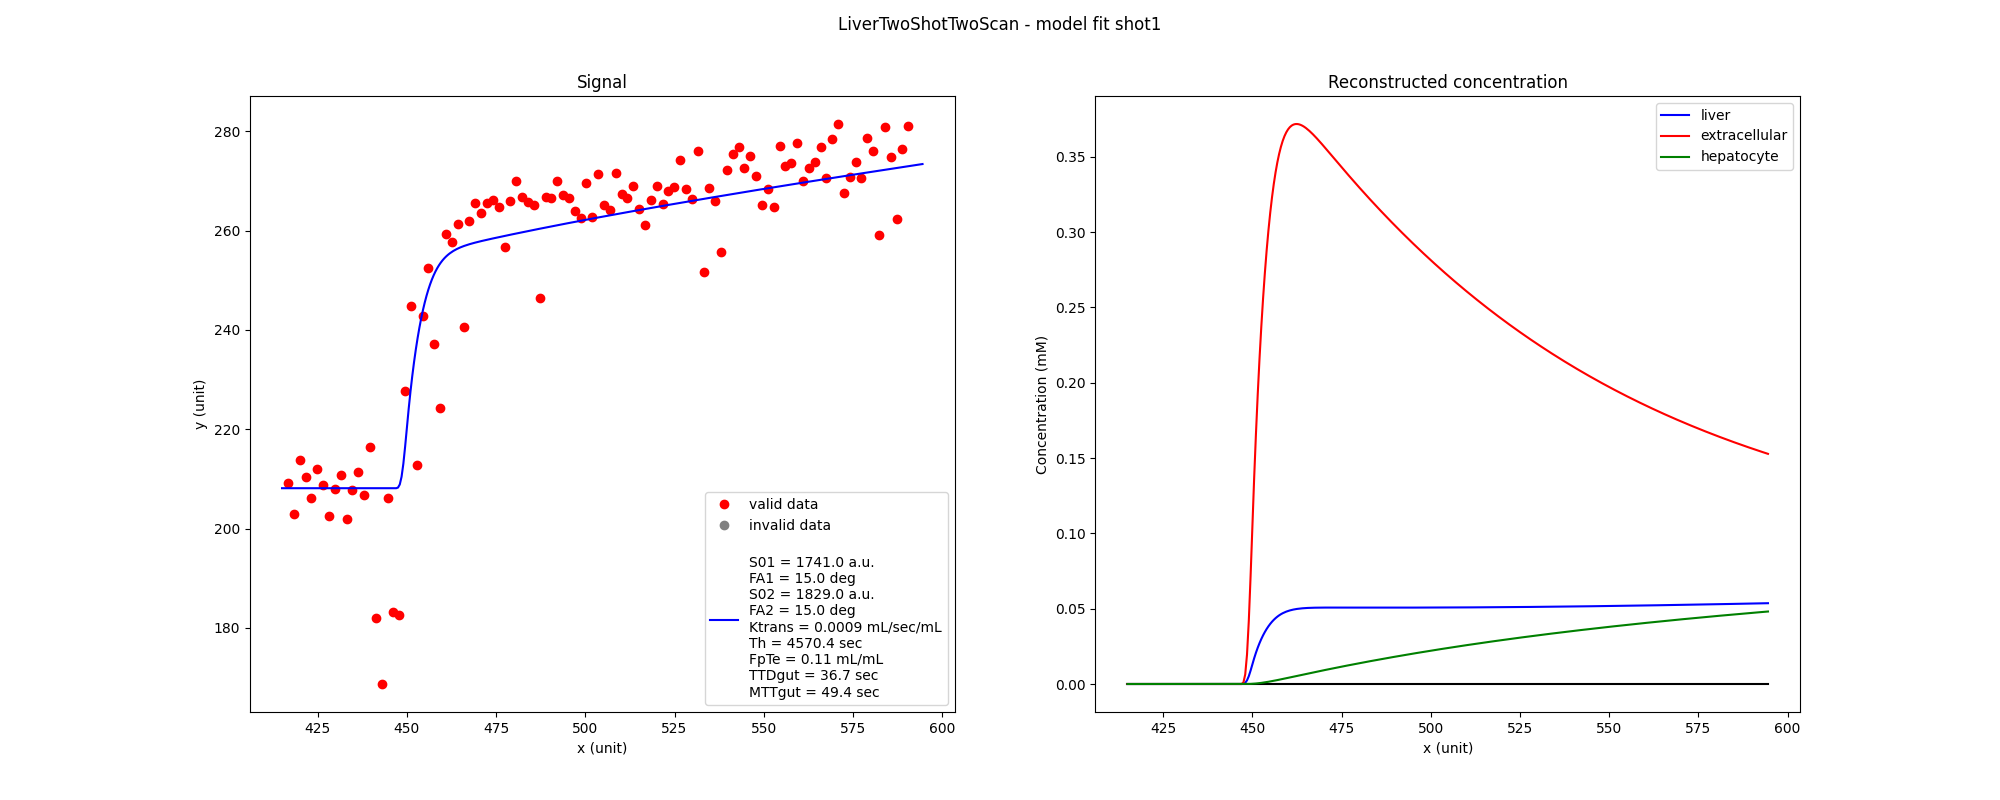 LiverTwoShotTwoScan - model fit shot1
Signal
y (unit)
280
260
240
220
200
180
425
450
475
500
525
550
575
600
x (unit)
valid data
invalid data
S01 = 1741.0 a.u.
FA1 = 15.0 deg
S02 = 1829.0 a.u.
FA2 = 15.0 deg
Ktrans = 0.0009 mL/sec/mL
Th = 4570.4 sec
FpTe = 0.11 mL/mL
TTDgut = 36.7 sec
MTTgut = 49.4 sec
Reconstructed concentration
Concentration (mM)
0.35
0.30
0.25
0.20
0.15
0.10
0.05
0.00
425
450
475
500
525
550
575
600
x (unit)
liver
extracellular
hepatocyte